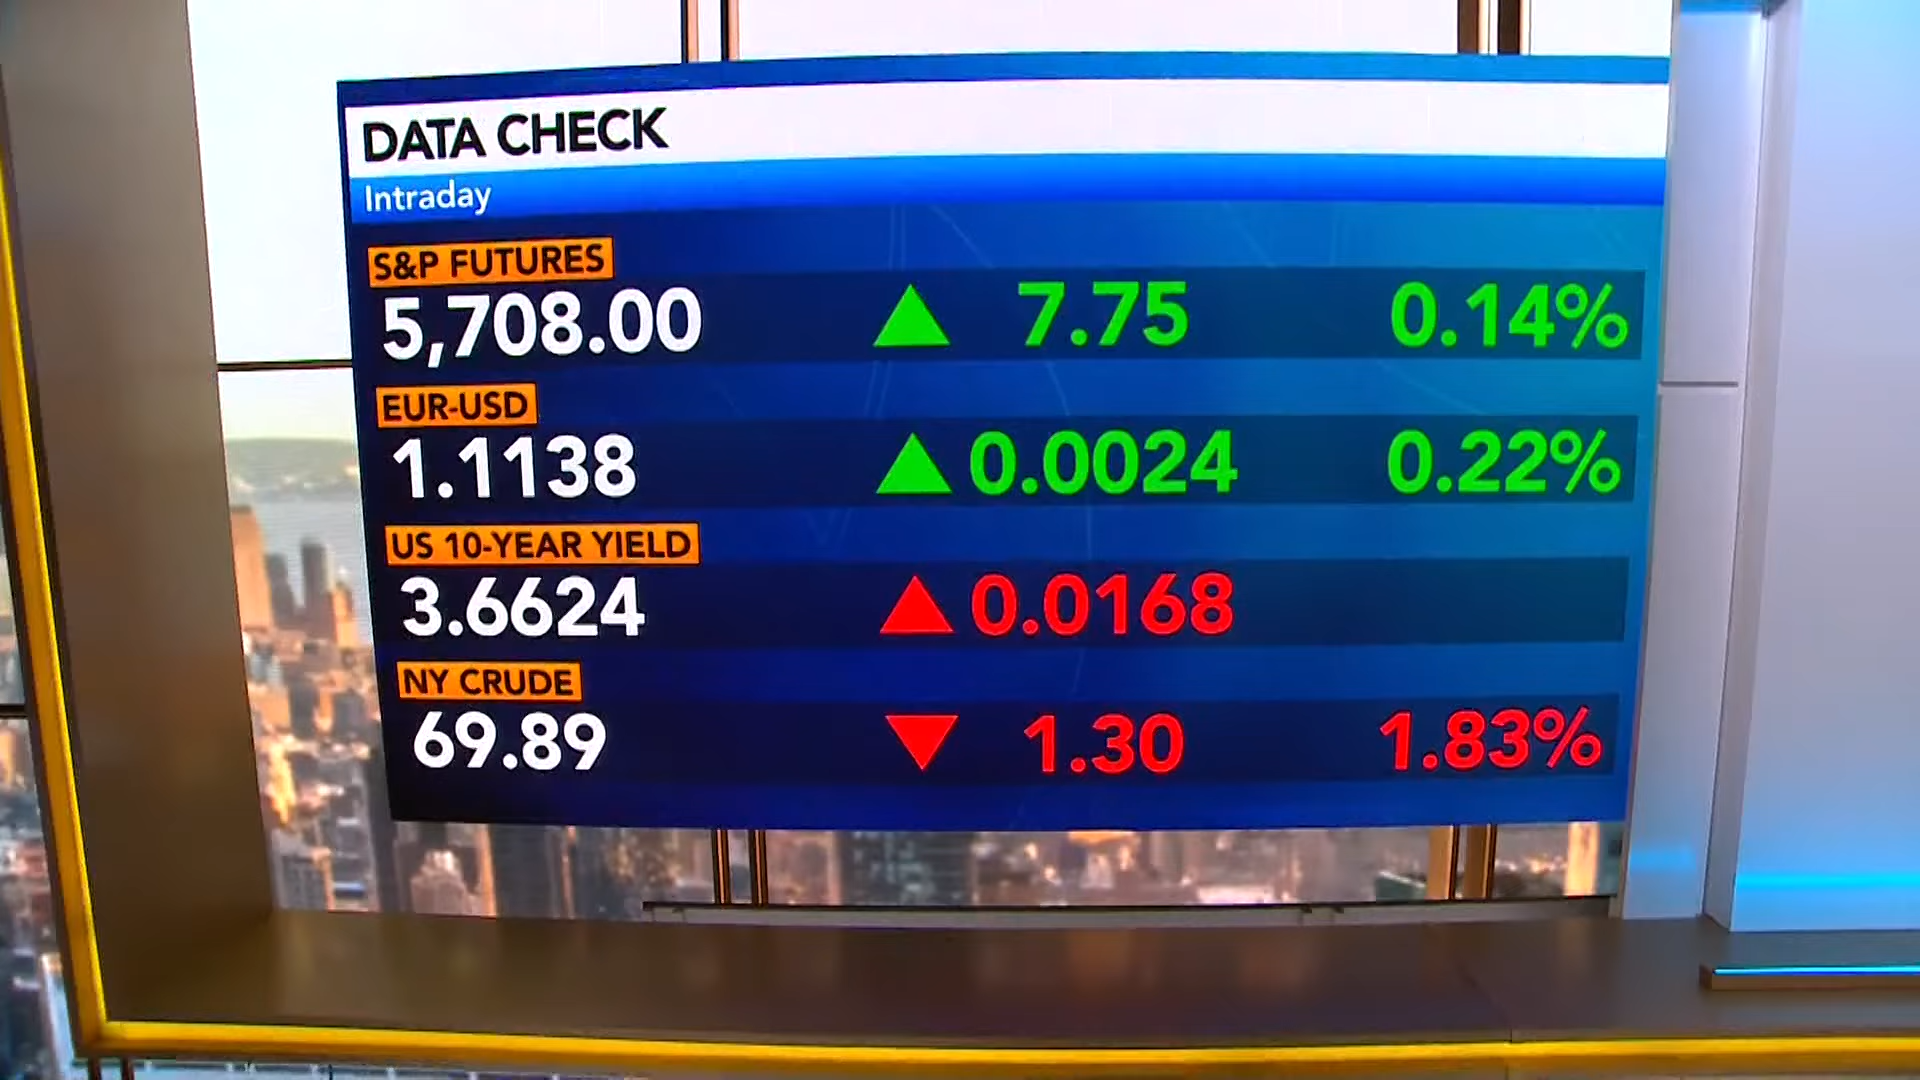 DATA CHECK
Intraday
S&P FUTURES
5,708.00 ▲ 7.75 0.14%
EUR-USD
1.1138 ▲ 0.0024 0.22%
US 10-YEAR YIELD
3.6624 ▲ 0.0168
NY CRUDE
69.89 ▼ 1.30 1.83%